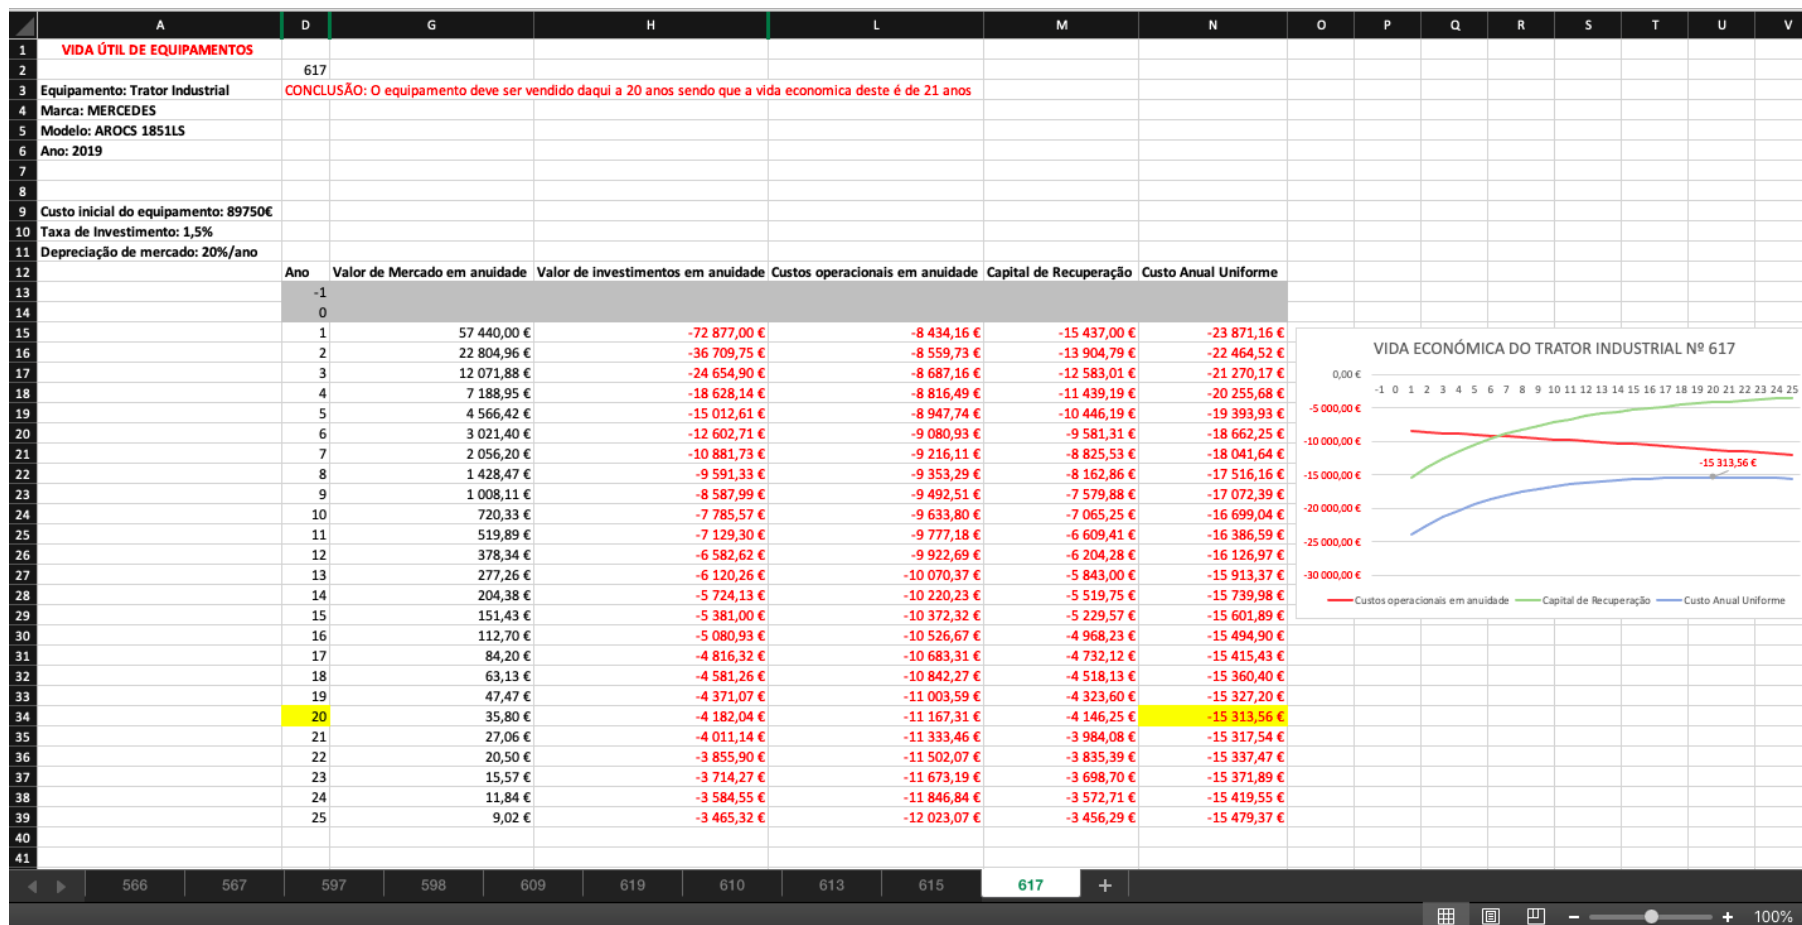 A D G H L M N O P Q R S T U V
1 VIDA ÚTIL DE EQUIPAMENTOS
2 617
3 Equipamento: Trator Industrial CONCLUSÃO: O equipamento deve ser vendido daqui a 20 anos sendo que a vida economica deste é de 21 anos
4 Marca: MERCEDES
5 Modelo: AROCS 1851LS
6 Ano: 2019
7
8
9 Custo inicial do equipamento: 89750€
10 Taxa de Investimento: 1,5%
11 Depreciação de mercado: 20%/ano
12 Ano Valor de Mercado em anuidade Valor de investimentos em anuidade Custos operacionais em anuidade Capital de Recuperação Custo Anual Uniforme
13 -1
14 0
15 1 57 440,00 € -72 877,00 € -8 434,16 € -15 437,00 € -23 871,16 €
16 2 22 804,96 € -36 709,75 € -8 559,73 € -13 904,79 € -22 464,52 €
17 3 12 071,88 € -24 654,90 € -8 687,16 € -12 583,01 € -21 270,17 €
18 4 7 188,95 € -18 628,14 € -8 816,49 € -11 439,19 € -20 255,68 €
19 5 4 566,42 € -15 012,61 € -8 947,74 € -10 446,19 € -19 393,93 €
20 6 3 021,40 € -12 602,71 € -9 080,93 € -9 581,31 € -18 662,25 €
21 7 2 056,20 € -10 881,73 € -9 216,11 € -8 825,53 € -18 041,64 €
22 8 1 428,47 € -9 591,33 € -9 353,29 € -8 162,86 € -17 516,16 €
23 9 1 008,11 € -8 587,99 € -9 492,51 € -7 579,88 € -17 072,39 €
24 10 720,33 € -7 785,57 € -9 633,80 € -7 065,25 € -16 699,04 €
25 11 519,89 € -7 129,30 € -9 777,18 € -6 609,41 € -16 386,59 €
26 12 378,34 € -6 582,62 € -9 922,69 € -6 204,28 € -16 126,97 €
27 13 277,26 € -6 120,26 € -10 070,37 € -5 843,00 € -15 913,37 €
28 14 204,38 € -5 724,13 € -10 220,23 € -5 519,75 € -15 739,98 €
29 15 151,43 € -5 381,00 € -10 372,32 € -5 229,57 € -15 601,89 €
30 16 112,70 € -5 080,93 € -10 526,67 € -4 968,23 € -15 494,90 €
31 17 84,20 € -4 816,32 € -10 683,31 € -4 732,12 € -15 415,43 €
32 18 63,13 € -4 581,26 € -10 842,27 € -4 518,13 € -15 360,40 €
33 19 47,47 € -4 371,07 € -11 003,59 € -4 323,60 € -15 327,20 €
34 20 35,80 € -4 182,04 € -11 167,31 € -4 146,25 € -15 313,56 €
35 21 27,06 € -4 011,14 € -11 333,46 € -3 984,08 € -15 317,54 €
36 22 20,50 € -3 855,90 € -11 502,07 € -3 835,39 € -15 337,47 €
37 23 15,57 € -3 714,27 € -11 673,19 € -3 698,70 € -15 371,89 €
38 24 11,84 € -3 584,55 € -11 846,84 € -3 572,71 € -15 419,55 €
39 25 9,02 € -3 465,32 € -12 023,07 € -3 456,29 € -15 479,37 €
40
41
VIDA ECONÓMICA DO TRATOR INDUSTRIAL Nº 617
0,00 €
-1 0 1 2 3 4 5 6 7 8 9 10 11 12 13 14 15 16 17 18 19 20 21 22 23 24 25
-5 000,00 €
-10 000,00 €
-15 313,56 €
-15 000,00 €
-20 000,00 €
-25 000,00 €
-30 000,00 €
Custos operacionais em anuidade Capital de Recuperação Custo Anual Uniforme
566 567 597 598 609 619 610 613 615 617 +
− + 100%